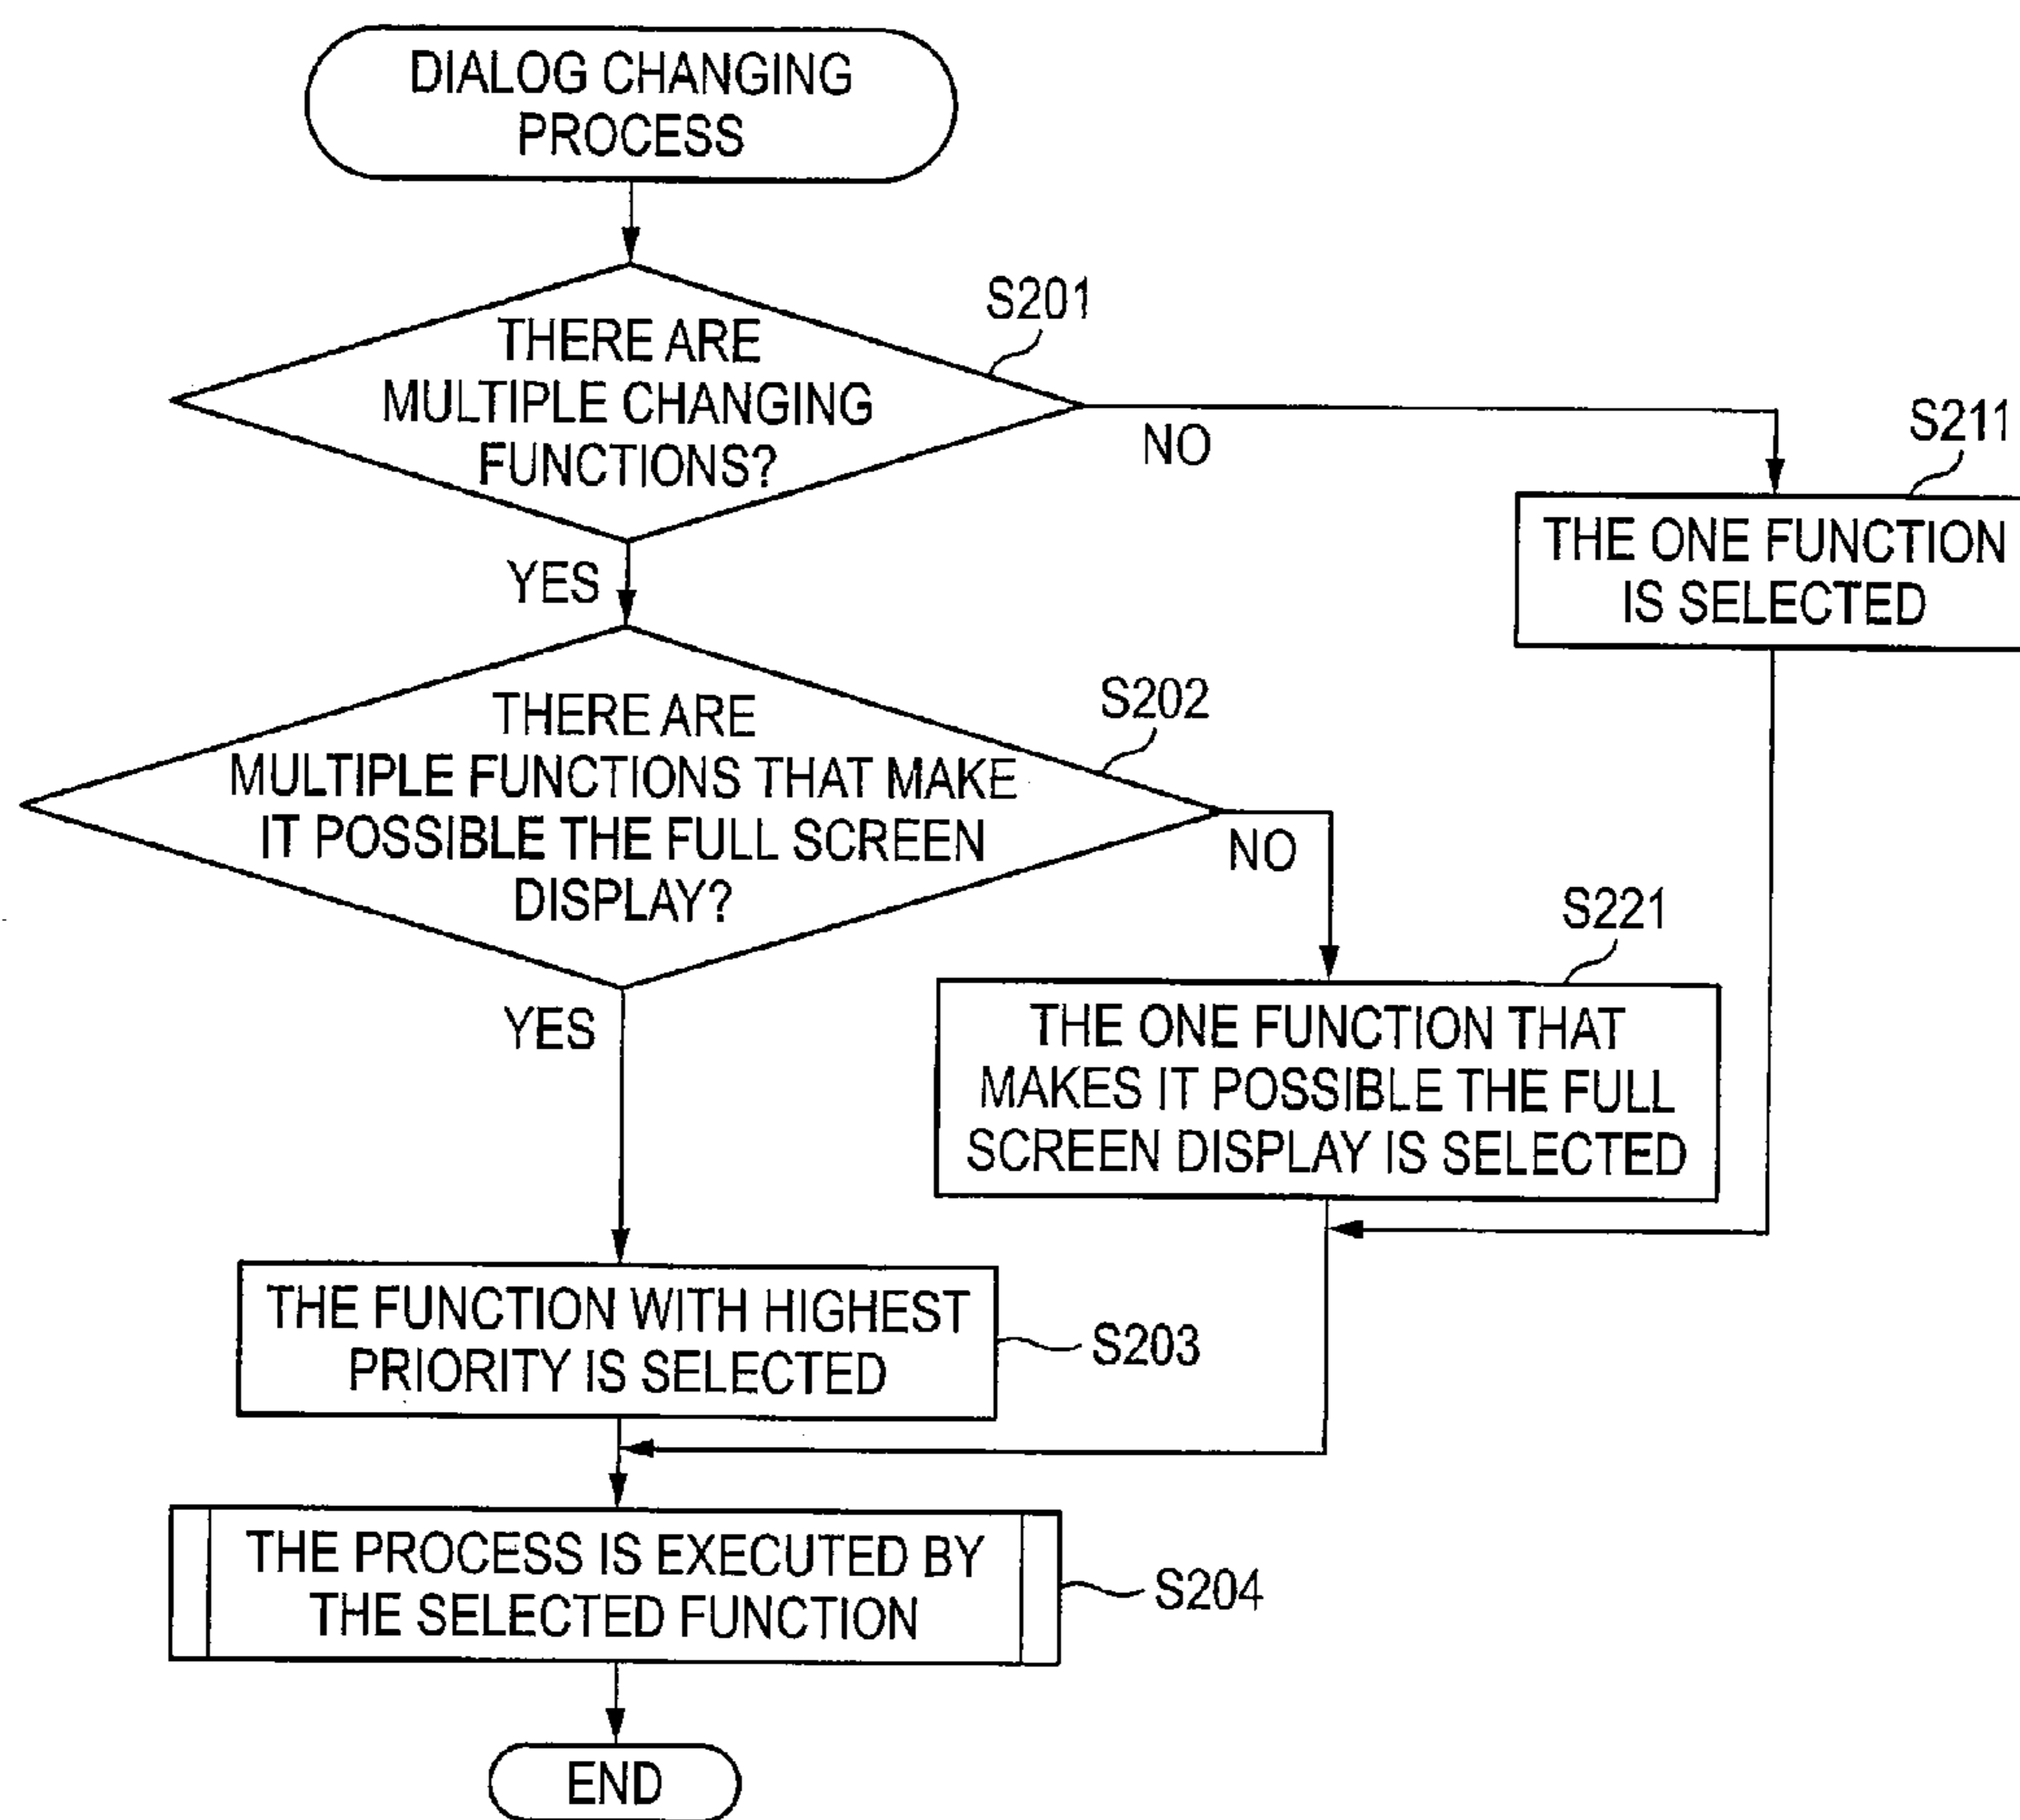 DIALOG CHANGING
PROCESS
S201
THERE ARE
MULTIPLE CHANGING
FUNCTIONS?
NO
S211
THE ONE FUNCTION
IS SELECTED
YES
S202
THERE ARE
MULTIPLE FUNCTIONS THAT MAKE
IT POSSIBLE THE FULL SCREEN
DISPLAY?
NO
S221
THE ONE FUNCTION THAT
MAKES IT POSSIBLE THE FULL
SCREEN DISPLAY IS SELECTED
YES
THE FUNCTION WITH HIGHEST
PRIORITY IS SELECTED
S203
THE PROCESS IS EXECUTED BY
THE SELECTED FUNCTION
S204
END